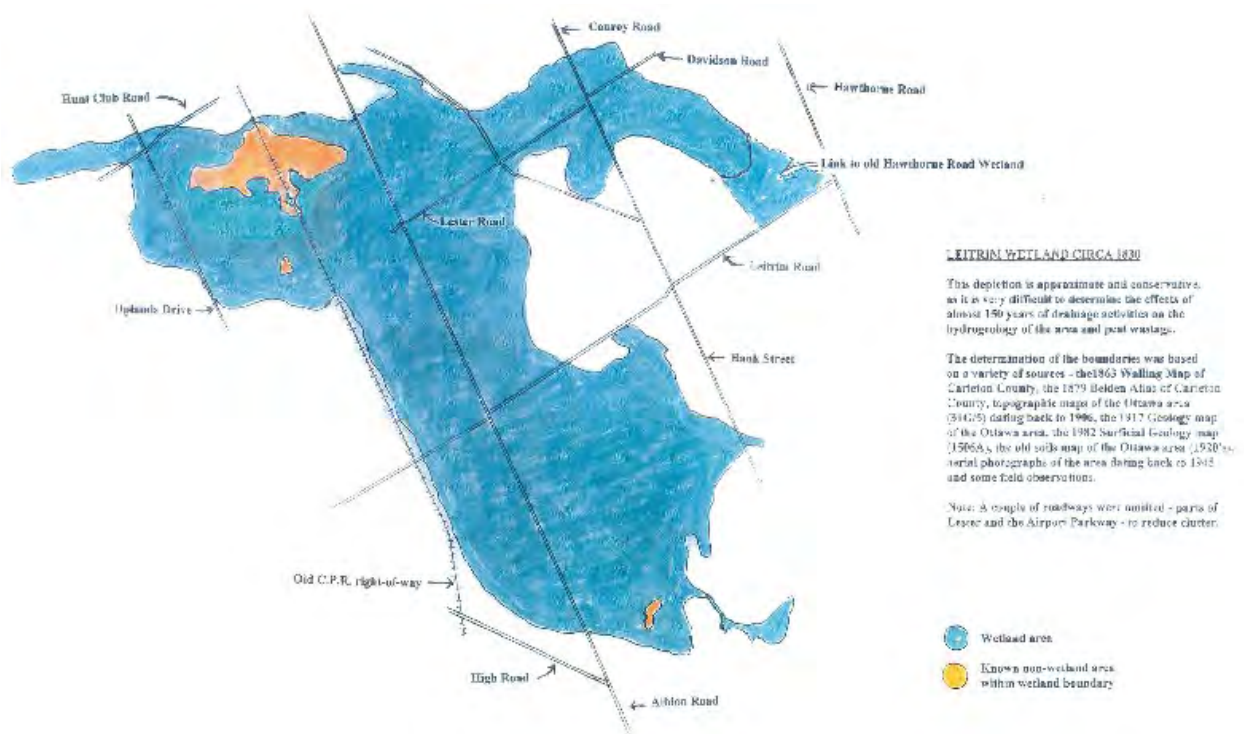 Conroy Road
Davidson Road
Hawthorne Road
Hunt Club Road
Link to old Hawthorne Road Wetland
Lester Road
Leitrim Road
Uplands Drive
Bank Street
Old C.P.R. right-of-way
High Road
Albion Road
LEITRIM WETLAND CIRCA 1830
This depiction is approximate and conservative,
as it is very difficult to determine the effects of
almost 150 years of drainage activities on the
hydrogeology of the area and peat wastage.
The determination of the boundaries was based
on a variety of sources - the1863 Walling Map of
Carleton County, the 1879 Belden Atlas of Carleton
County, topographic maps of the Ottawa area
(31G/5) dating back to 1906, the 1917 Geology map
of the Ottawa area, the 1982 Surficial Geology map
(1506A), the old soils map of the Ottawa area
aerial photographs of the area dating back to 1945
and some field observations.
Note: A couple of roadways were omitted - parts of
Lester and the Airport Parkway - to reduce clutter.
Wetland area
Known non-wetland area
within wetland boundary